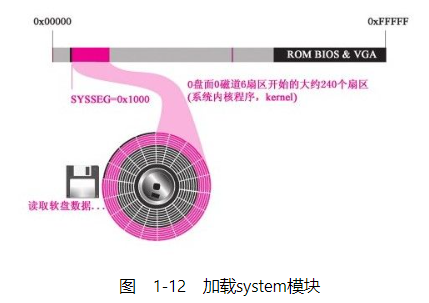 0x00000
0xFFFFF
ROM BIOS & VGA
SYSSEG=0x1000
0盘面0磁道6扇区开始的大约240个扇区
(系统内核程序，kernel)
读取软盘数据...
图 1-12 加载system模块